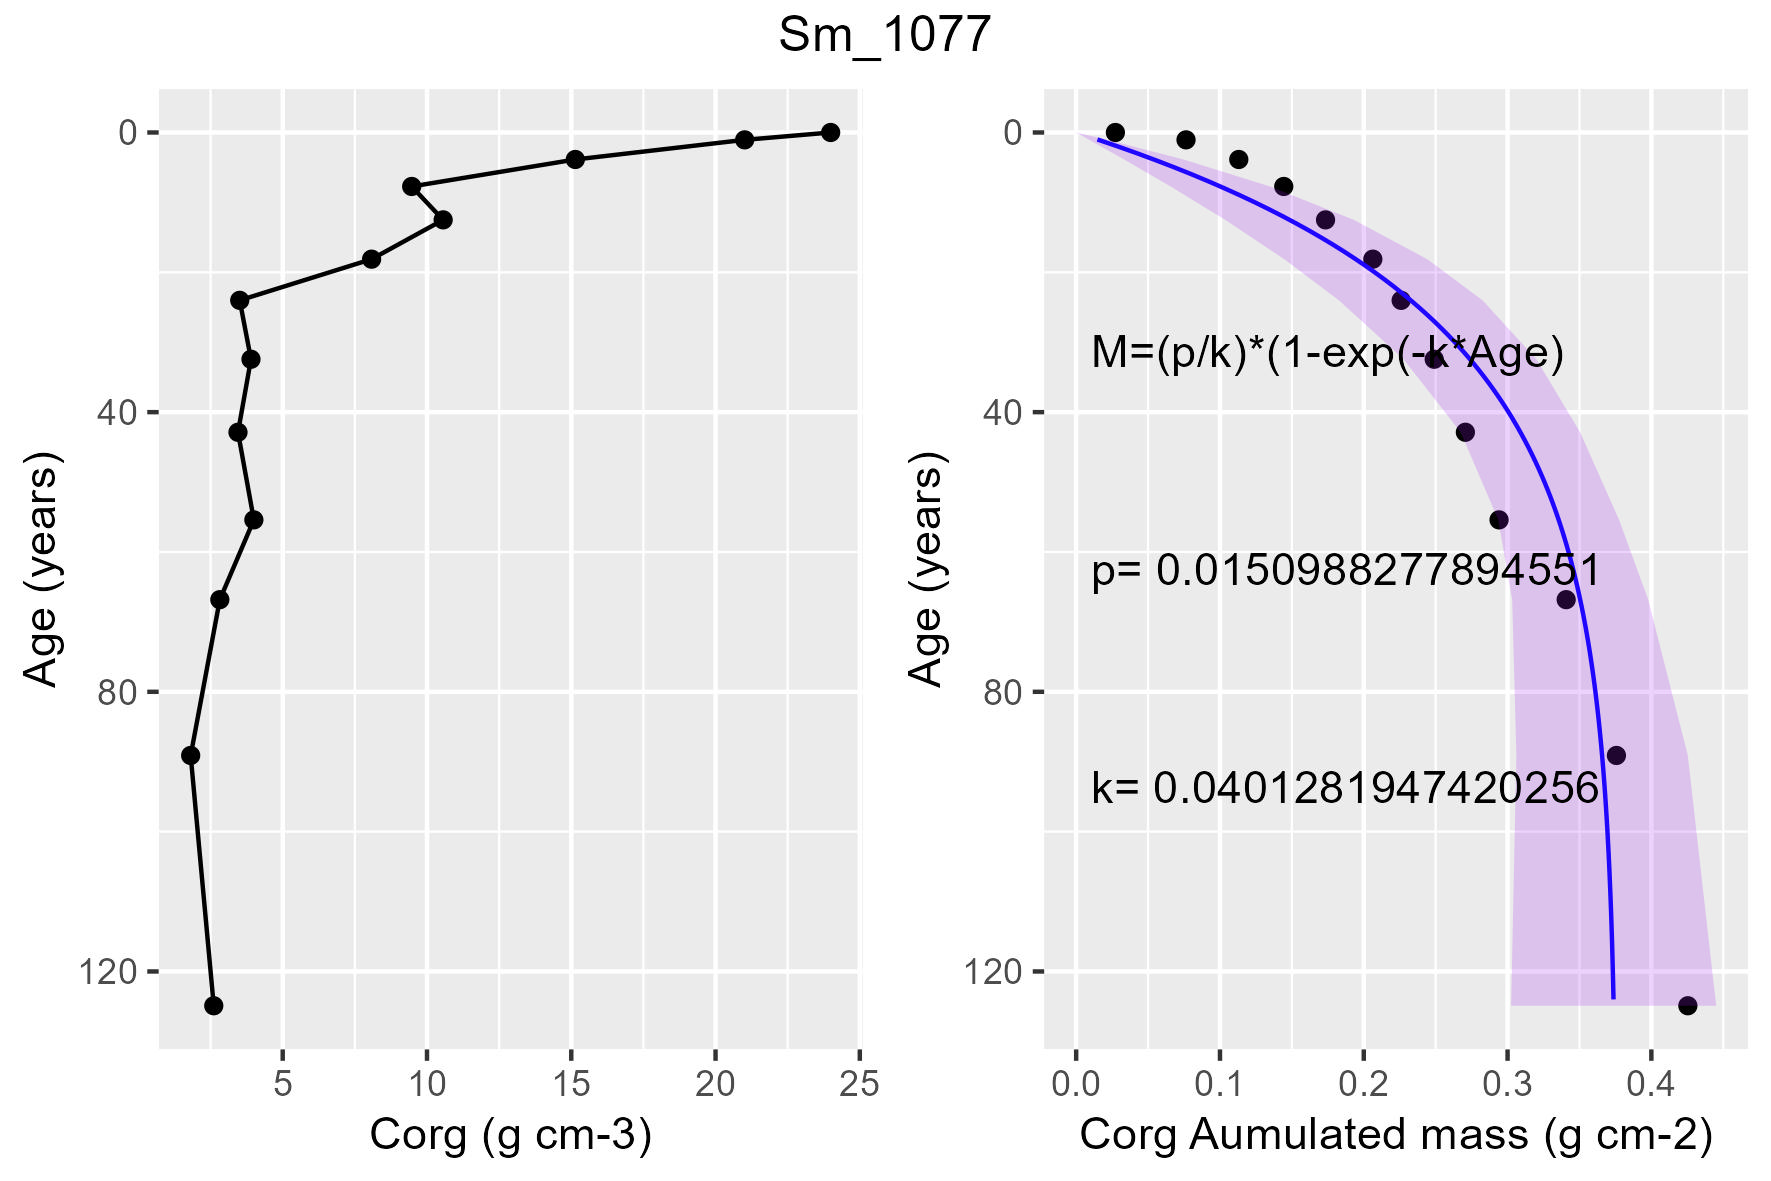 Sm_1077
Age (years)
0
40
80
120
5 10 15 20 25
Corg (g cm-3)
Age (years)
0
40
80
120
M=(p/k)*(1-exp(-k*Age)
p= 0.0150988277894551
k= 0.0401281947420256
0.0 0.1 0.2 0.3 0.4
Corg Aumulated mass (g cm-2)